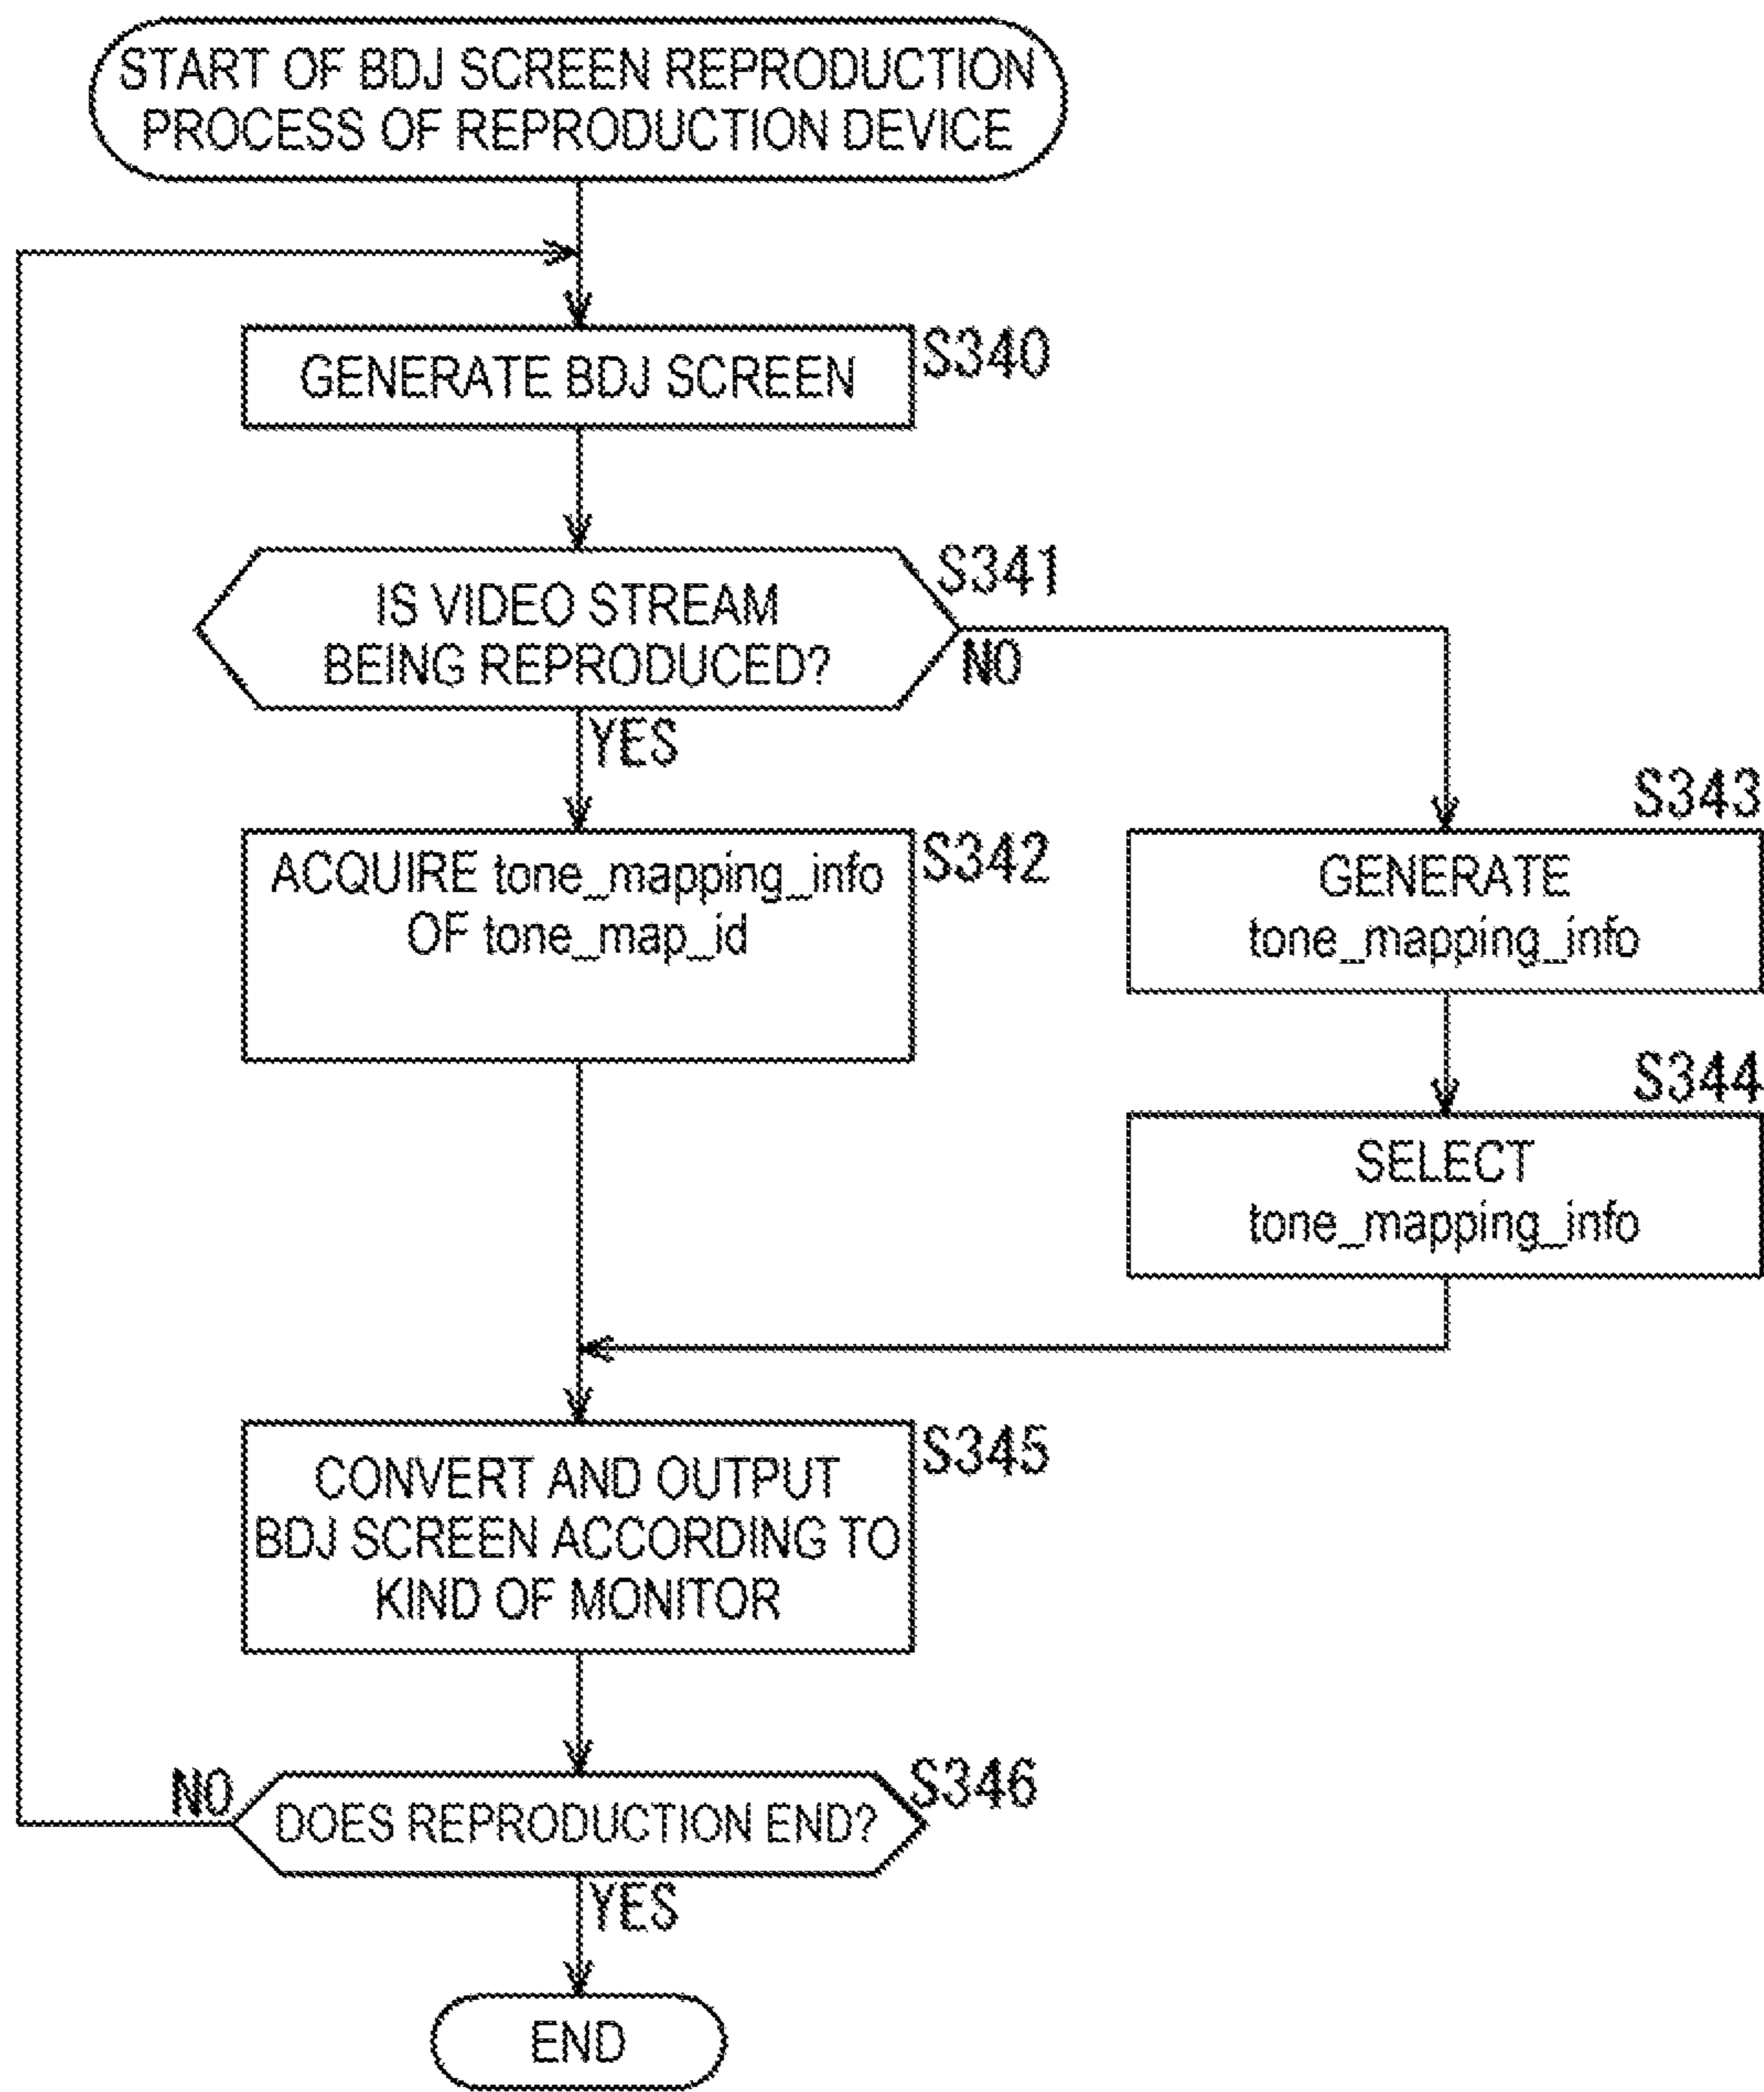 START OF BDJ SCREEN REPRODUCTION
PROCESS OF REPRODUCTION DEVICE
S340
GENERATE BDJ SCREEN
S341
IS VIDEO STREAM
BEING REPRODUCED?
NO
YES
S342
ACQUIRE tone_mapping_info
OF tone_map_id
S343
GENERATE
tone_mapping_info
S344
SELECT
tone_mapping_info
S345
CONVERT AND OUTPUT
BDJ SCREEN ACCORDING TO
KIND OF MONITOR
S346
NO
DOES REPRODUCTION END?
YES
END